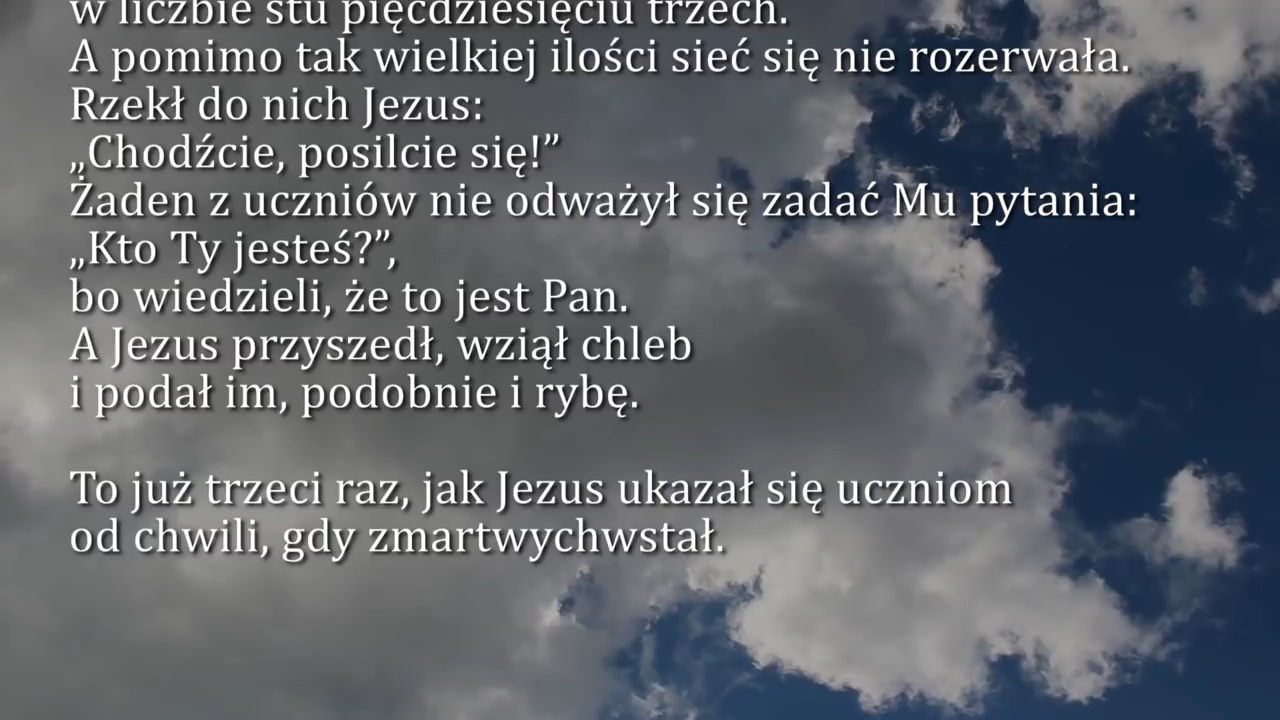 w liczbie stu pięćdziesięciu trzech.
A pomimo tak wielkiej ilości sieć się nie rozerwała.
Rzekł do nich Jezus:
„Chodźcie, posilcie się!”
Żaden z uczniów nie odważył się zadać Mu pytania:
„Kto Ty jesteś?”,
bo wiedzieli, że to jest Pan.
A Jezus przyszedł, wziął chleb
i podał im, podobnie i rybę.
To już trzeci raz, jak Jezus ukazał się uczniom
od chwili, gdy zmartwychwstał.